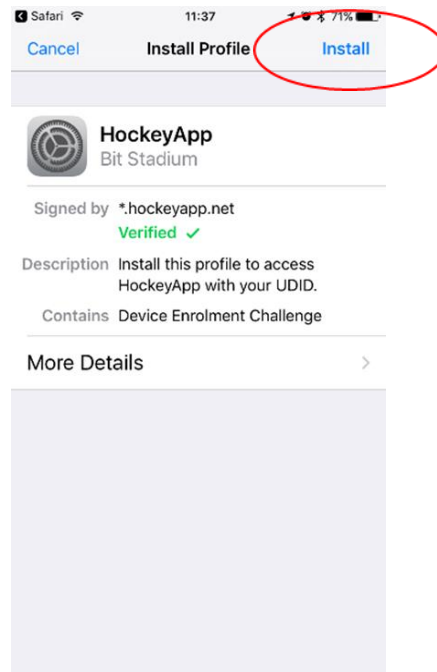 Safari 11:37 71%
Cancel Install Profile Install
HockeyApp
Bit Stadium
Signed by *.hockeyapp.net
Verified ✓
Description Install this profile to access
HockeyApp with your UDID.
Contains Device Enrolment Challenge
More Details